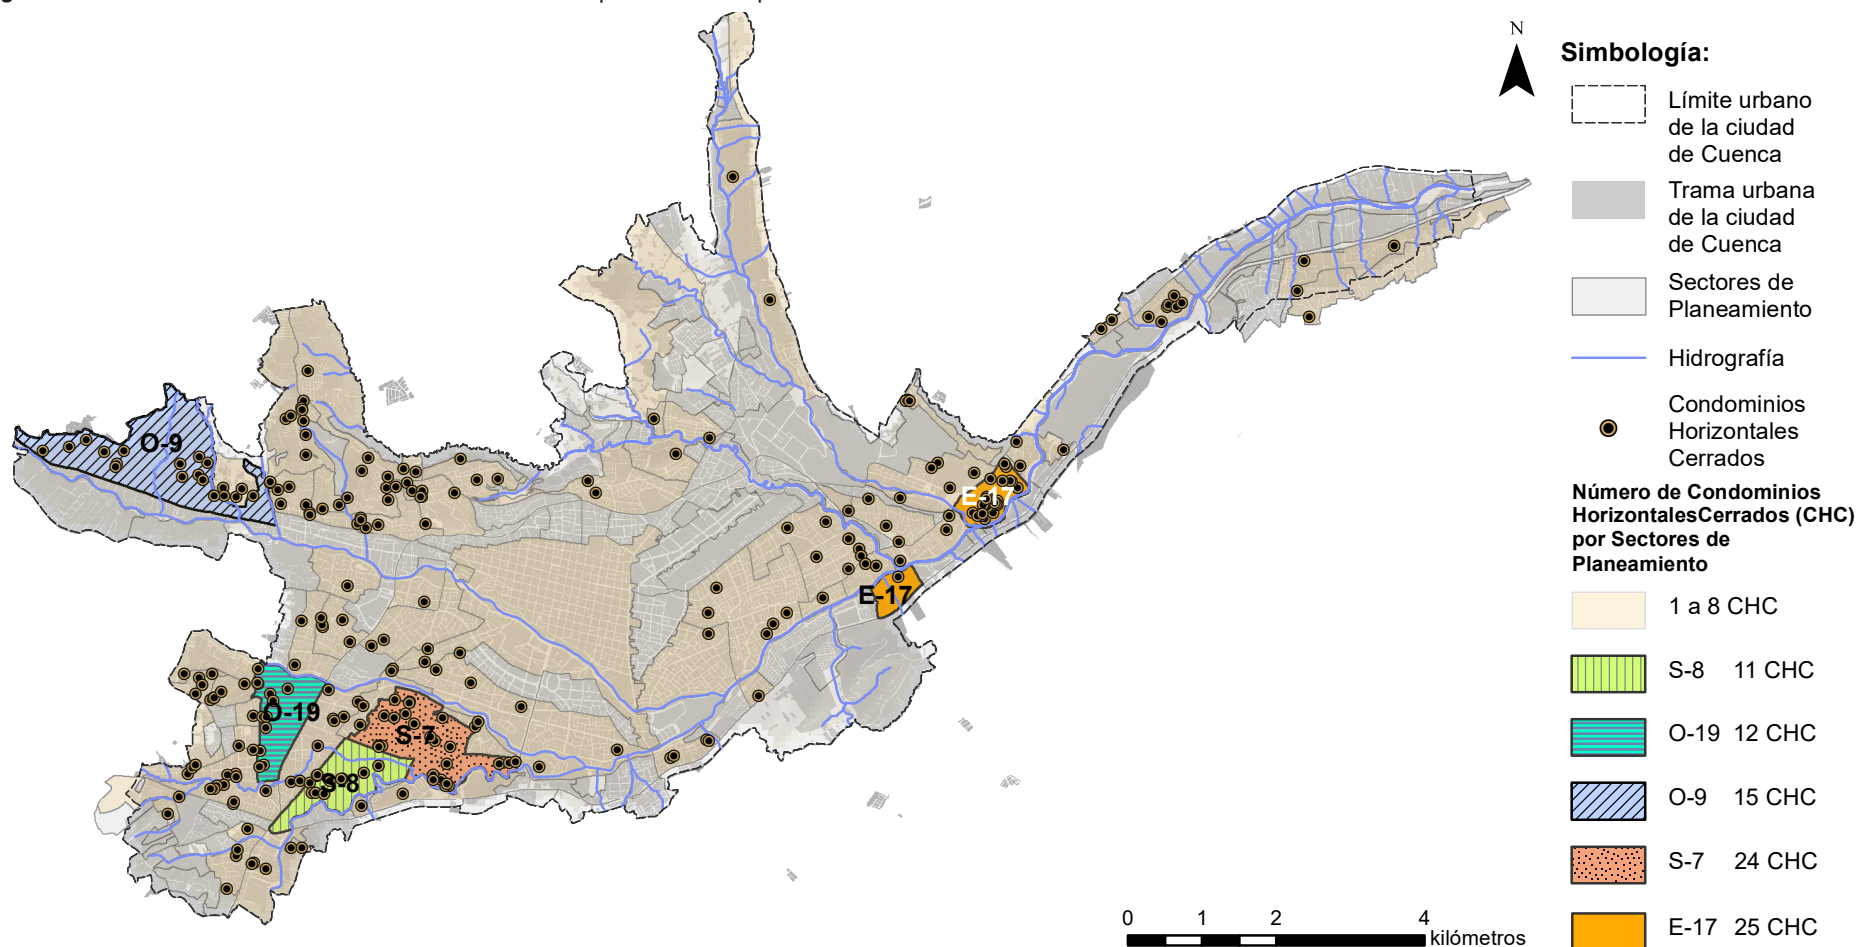 N
Simbología:
Límite urbano
de la ciudad
de Cuenca
Trama urbana
de la ciudad
de Cuenca
Sectores de
Planeamiento
Hidrografía
Condominios
Horizontales
Cerrados
Número de Condominios
HorizontalesCerrados (CHC)
por Sectores de
Planeamiento
1 a 8 CHC
S-8 11 CHC
O-19 12 CHC
O-9 15 CHC
S-7 24 CHC
E-17 25 CHC
O-9
E-17
E-17
O-19
S-7
S-8
0 1 2 4
kilómetros